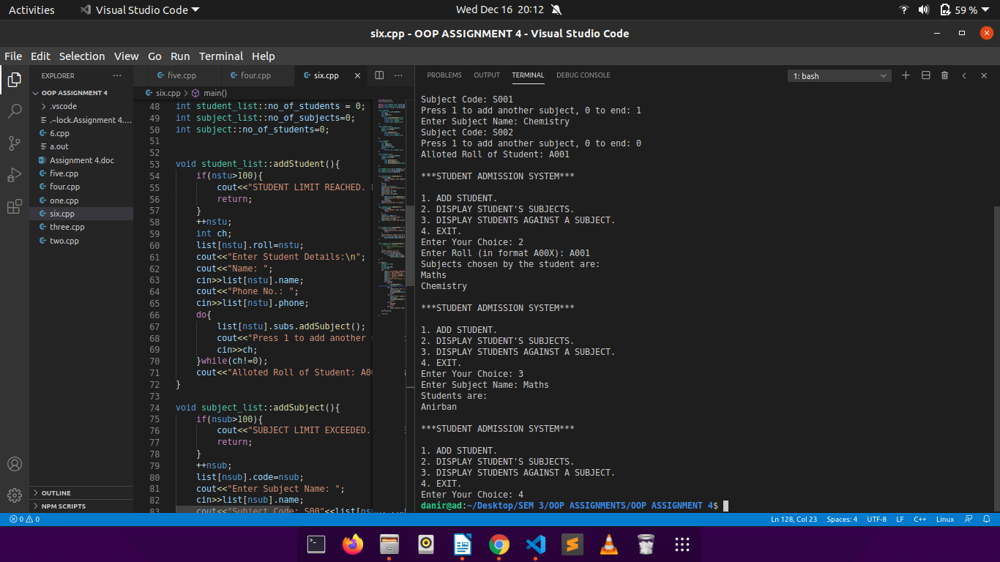 Activities Visual Studio Code Wed Dec 16 20:12 59 %
six.cpp - OOP ASSIGNMENT 4 - Visual Studio Code
File Edit Selection View Go Run Terminal Help
EXPLORER
OOP ASSIGNMENT 4
.vscode
.~lock.Assignment 4....
6.cpp
a.out
Assignment 4.doc
five.cpp
four.cpp
one.cpp
six.cpp
three.cpp
two.cpp
OUTLINE
NPM SCRIPTS
five.cpp four.cpp six.cpp
six.cpp > main()
48 int student_list::no_of_students = 0;
49 int subject_list::no_of_subjects=0;
50 int subject::no_of_students=0;
51
52
53 void student_list::addStudent(){
54 if(nstu>100){
55 cout<<"STUDENT LIMIT REACHED.
56 return;
57 }
58 ++nstu;
59 int ch;
60 list[nstu].roll=nstu;
61 cout<<"Enter Student Details:\n";
62 cout<<"Name: ";
63 cin>>list[nstu].name;
64 cout<<"Phone No.: ";
65 cin>>list[nstu].phone;
66 do{
67 list[nstu].subs.addSubject();
68 cout<<"Press 1 to add another
69 cin>>ch;
70 }while(ch!=0);
71 cout<<"Alloted Roll of Student: A00
72 }
73
74 void subject_list::addSubject(){
75 if(nsub>100){
76 cout<<"SUBJECT LIMIT EXCEEDED.
77 return;
78 }
79 ++nsub;
80 list[nsub].code=nsub;
81 cout<<"Enter Subject Name: ";
82 cin>>list[nsub].name;
83 cout<<"Subject Code: S00"<<list[nsu
PROBLEMS OUTPUT TERMINAL DEBUG CONSOLE 1: bash
Subject Code: S001
Press 1 to add another subject, 0 to end: 1
Enter Subject Name: Chemistry
Subject Code: S002
Press 1 to add another subject, 0 to end: 0
Alloted Roll of Student: A001
***STUDENT ADMISSION SYSTEM***
1. ADD STUDENT.
2. DISPLAY STUDENT'S SUBJECTS.
3. DISPLAY STUDENTS AGAINST A SUBJECT.
4. EXIT.
Enter Your Choice: 2
Enter Roll (in format A00X): A001
Subjects chosen by the student are:
Maths
Chemistry
***STUDENT ADMISSION SYSTEM***
1. ADD STUDENT.
2. DISPLAY STUDENT'S SUBJECTS.
3. DISPLAY STUDENTS AGAINST A SUBJECT.
4. EXIT.
Enter Your Choice: 3
Enter Subject Name: Maths
Students are:
Anirban
***STUDENT ADMISSION SYSTEM***
1. ADD STUDENT.
2. DISPLAY STUDENT'S SUBJECTS.
3. DISPLAY STUDENTS AGAINST A SUBJECT.
4. EXIT.
Enter Your Choice: 4
danir@ad:~/Desktop/SEM 3/OOP ASSIGNMENTS/OOP ASSIGNMENT 4$
0 0 Ln 128, Col 23 Spaces: 4 UTF-8 LF C++ Linux